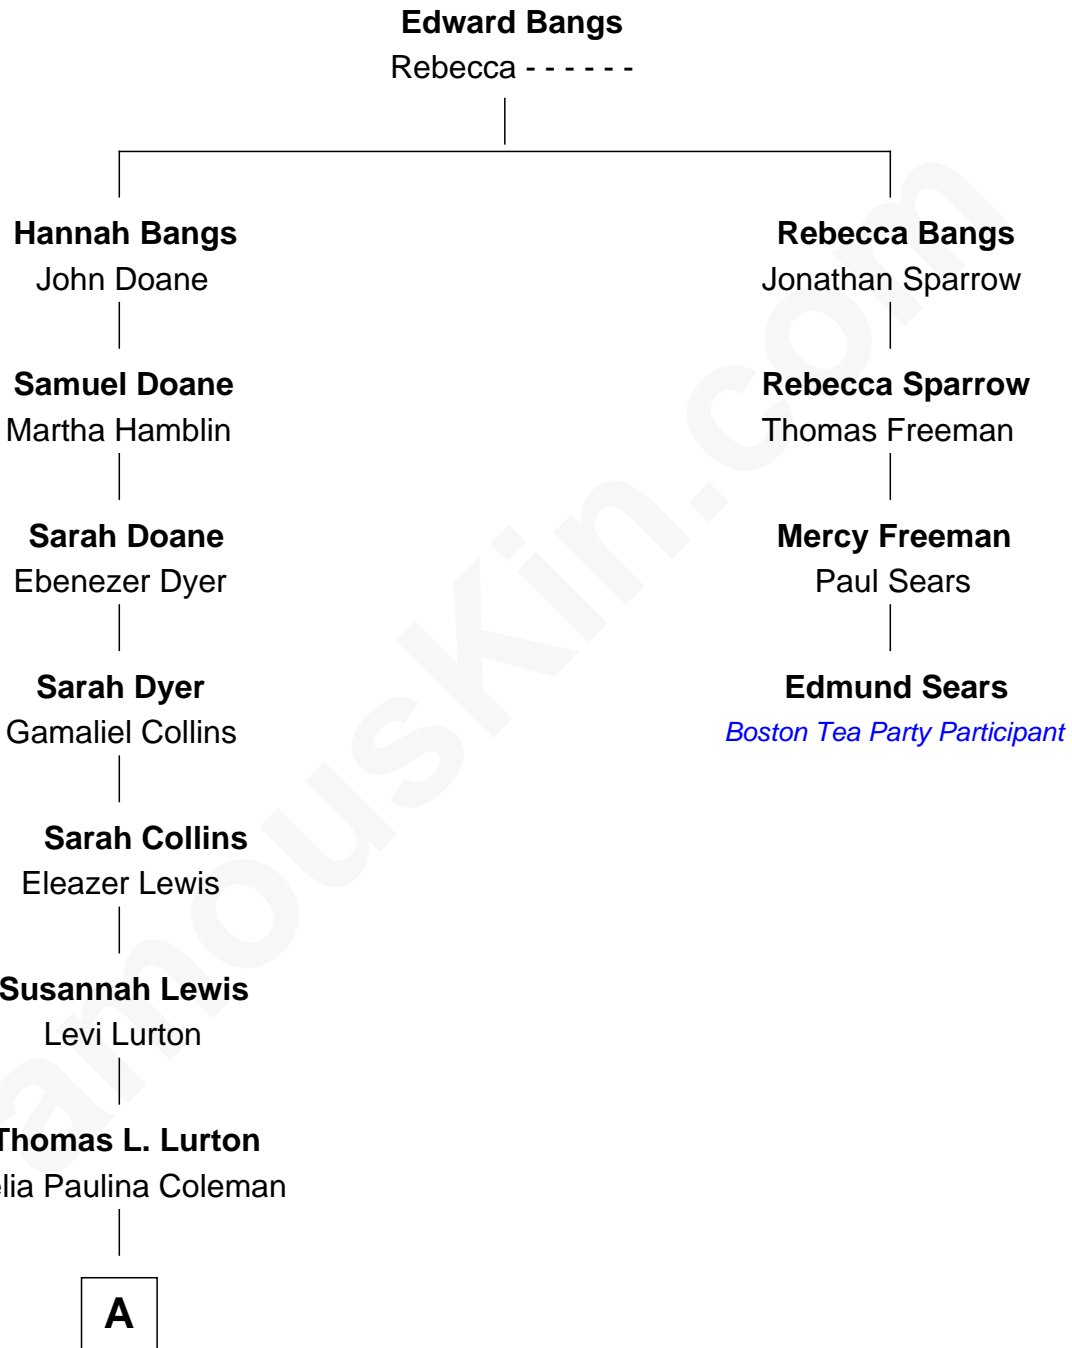 Edward Bangs
Rebecca - - - - - -
Hannah Bangs
John Doane
Samuel Doane
Martha Hamblin
Sarah Doane
Ebenezer Dyer
Sarah Dyer
Gamaliel Collins
Sarah Collins
Eleazer Lewis
Susannah Lewis
Levi Lurton
Thomas L. Lurton
Paulina Coleman
A
Rebecca Bangs
Jonathan Sparrow
Rebecca Sparrow
Thomas Freeman
Mercy Freeman
Paul Sears
Edmund Sears
Boston Tea Party Participant